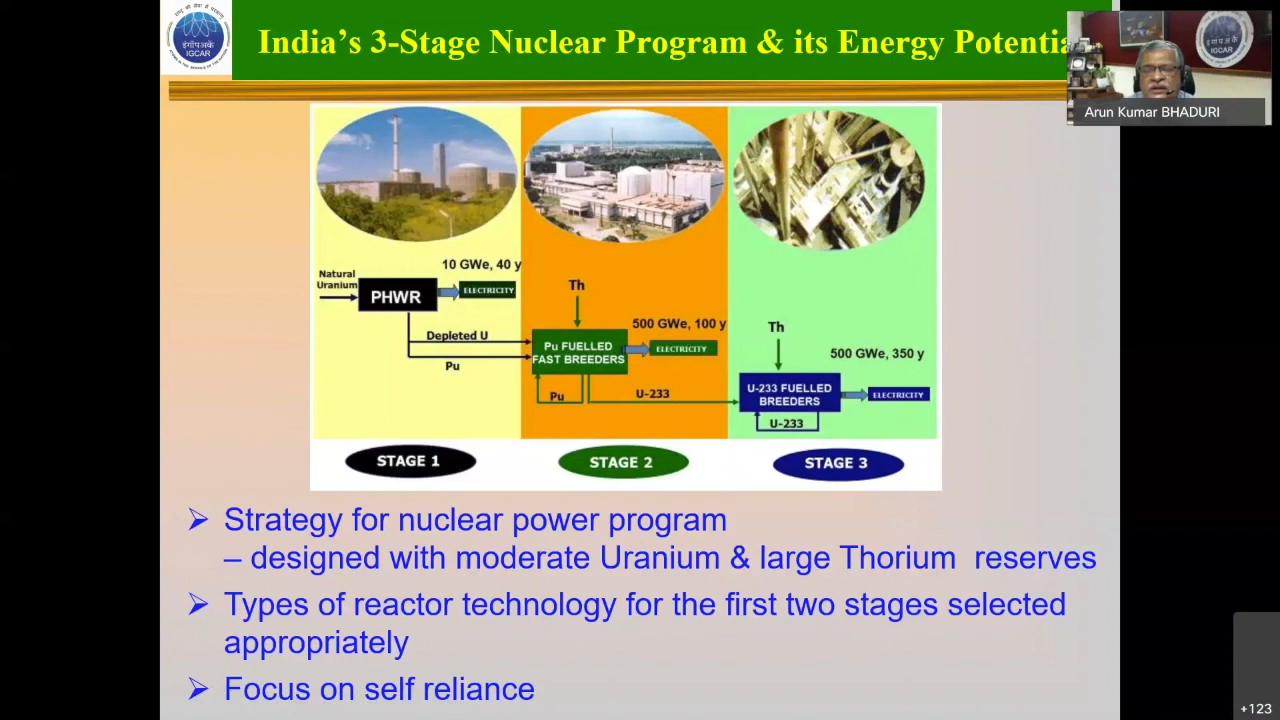 India's 3-Stage Nuclear Program & its Energy Potentia
IGCAR
IGCAR
Arun Kumar BHADURI
Natural
Uranium
PHWR
10 GWe, 40 y
ELECTRICITY
Depleted U
Pu
Th
Pu FUELLED
FAST BREEDERS
500 GWe, 100 y
ELECTRICITY
Pu
U-233
Th
500 GWe, 350 y
U-233 FUELLED
BREEDERS
ELECTRICITY
U-233
STAGE 1
STAGE 2
STAGE 3
➢ Strategy for nuclear power program
– designed with moderate Uranium & large Thorium reserves
➢ Types of reactor technology for the first two stages selected
appropriately
➢ Focus on self reliance
+123